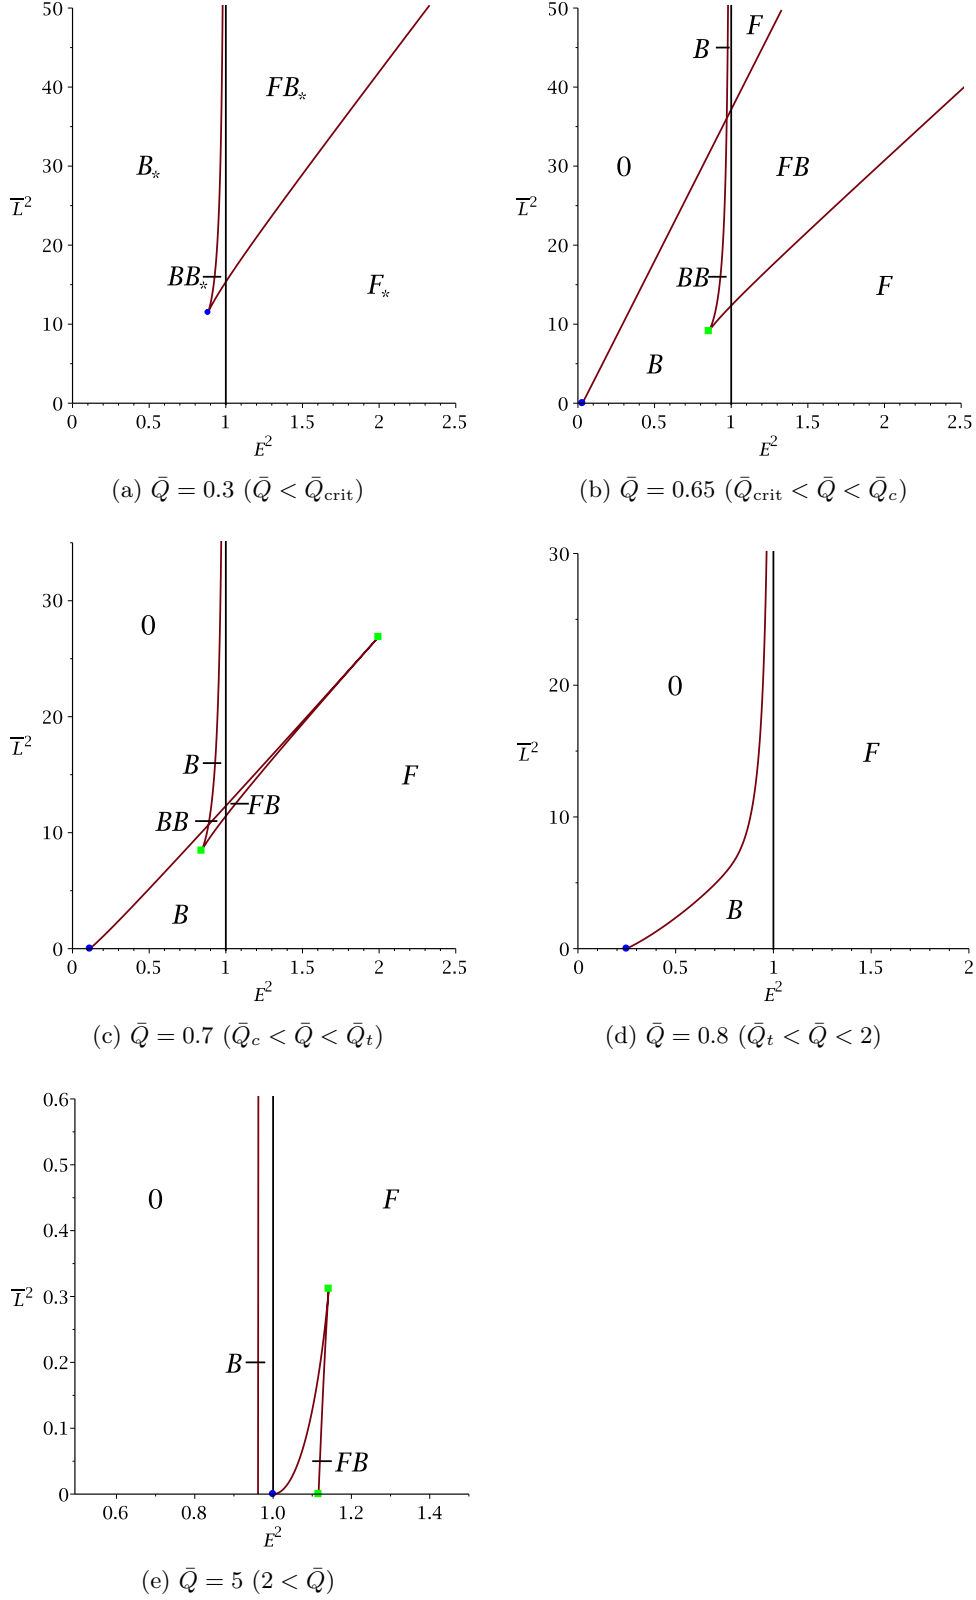 50
40
30
20
10
0
L̅²
B*
FB*
BB*
F*
0 0.5 1 1.5 2 2.5
E²
(a) Q̄ = 0.3 (Q̄ < Q̄crit)
50
40
30
20
10
0
L̅²
F
B
0
FB
BB
F
B
0 0.5 1 1.5 2 2.5
E²
(b) Q̄ = 0.65 (Q̄crit < Q̄ < Q̄c)
30
20
10
0
L̅²
0
B
FB
BB
F
B
0 0.5 1 1.5 2 2.5
E²
(c) Q̄ = 0.7 (Q̄c < Q̄ < Q̄t)
30
20
10
0
L̅²
0
F
B
0 0.5 1 1.5 2
E²
(d) Q̄ = 0.8 (Q̄t < Q̄ < 2)
0.6
0.5
0.4
0.3
0.2
0.1
0
L̅²
0
F
B
FB
0.6 0.8 1.0 1.2 1.4
E²
(e) Q̄ = 5 (2 < Q̄)